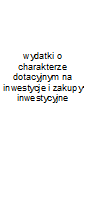 wydatki o
charakterze
dotacyjnym na
inwestycje i zakupy
inwestycyjne